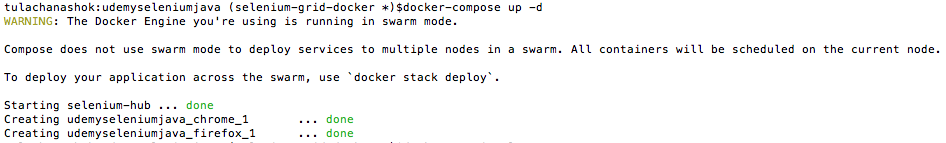 tulachanashok:udemyseleniumjava (selenium-grid-docker *)$docker-compose up -d
WARNING: The Docker Engine you're using is running in swarm mode.
Compose does not use swarm mode to deploy services to multiple nodes in a swarm. All containers will be scheduled on the current node.
To deploy your application across the swarm, use `docker stack deploy`.
Starting selenium-hub ... done
Creating udemyseleniumjava_chrome_1 ... done
Creating udemyseleniumjava_firefox_1 ... done